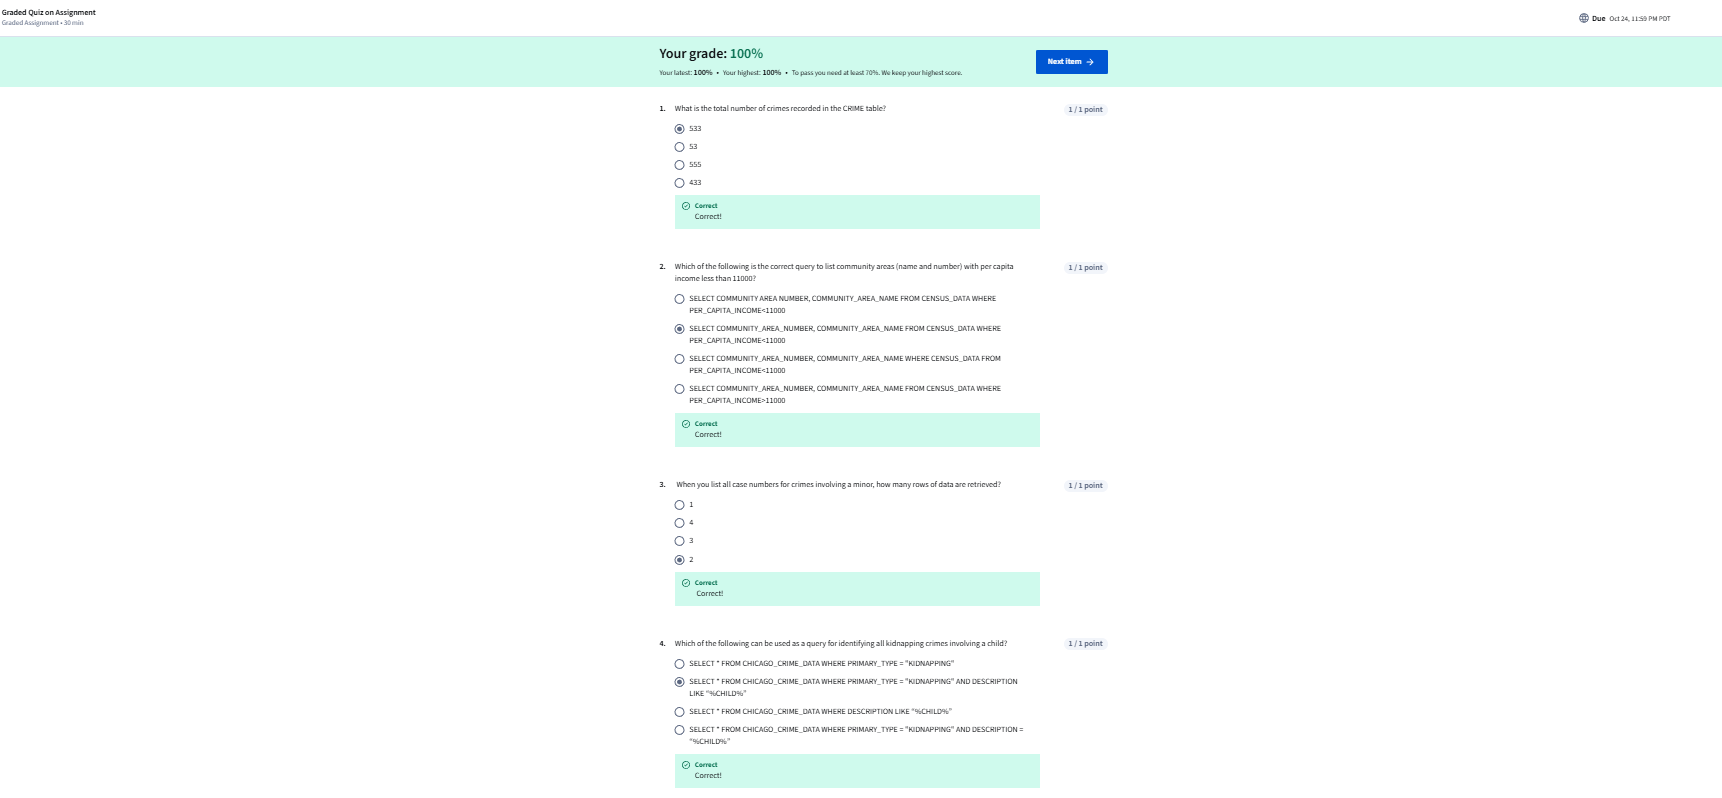 Graded Quiz on Assignment
Graded Assignment • 30 min
Due Oct 24, 11:59 PM PDT
Your grade: 100%
Your latest: 100% • Your highest: 100% • To pass you need at least 70%. We keep your highest score.
Next item →
1. What is the total number of crimes recorded in the CRIME table?
1 / 1 point
533
53
555
433
Correct
Correct!
2. Which of the following is the correct query to list community areas (name and number) with per capita
income less than 11000?
1 / 1 point
SELECT COMMUNITY AREA NUMBER, COMMUNITY_AREA_NAME FROM CENSUS_DATA WHERE
PER_CAPITA_INCOME<11000
SELECT COMMUNITY_AREA_NUMBER, COMMUNITY_AREA_NAME FROM CENSUS_DATA WHERE
PER_CAPITA_INCOME<11000
SELECT COMMUNITY_AREA_NUMBER, COMMUNITY_AREA_NAME WHERE CENSUS_DATA FROM
PER_CAPITA_INCOME<11000
SELECT COMMUNITY_AREA_NUMBER, COMMUNITY_AREA_NAME FROM CENSUS_DATA WHERE
PER_CAPITA_INCOME>11000
Correct
Correct!
3. When you list all case numbers for crimes involving a minor, how many rows of data are retrieved?
1 / 1 point
1
4
3
2
Correct
Correct!
4. Which of the following can be used as a query for identifying all kidnapping crimes involving a child?
1 / 1 point
SELECT * FROM CHICAGO_CRIME_DATA WHERE PRIMARY_TYPE = "KIDNAPPING"
SELECT * FROM CHICAGO_CRIME_DATA WHERE PRIMARY_TYPE = "KIDNAPPING" AND DESCRIPTION
LIKE "%CHILD%"
SELECT * FROM CHICAGO_CRIME_DATA WHERE DESCRIPTION LIKE "%CHILD%"
SELECT * FROM CHICAGO_CRIME_DATA WHERE PRIMARY_TYPE = "KIDNAPPING" AND DESCRIPTION =
"%CHILD%"
Correct
Correct!